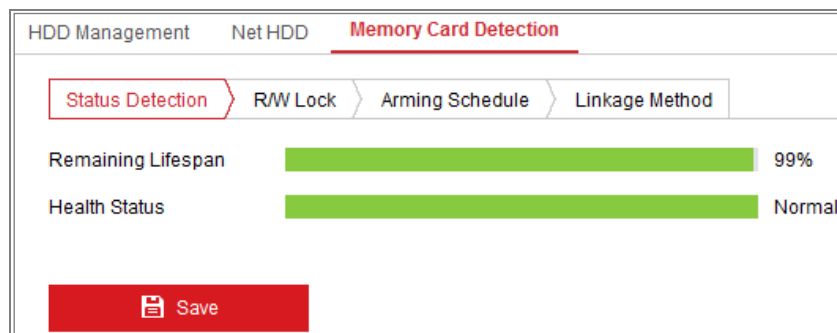 HDD Management Net HDD Memory Card Detection
Status Detection R/W Lock Arming Schedule Linkage Method
Remaining Lifespan 99%
Health Status Normal
Save